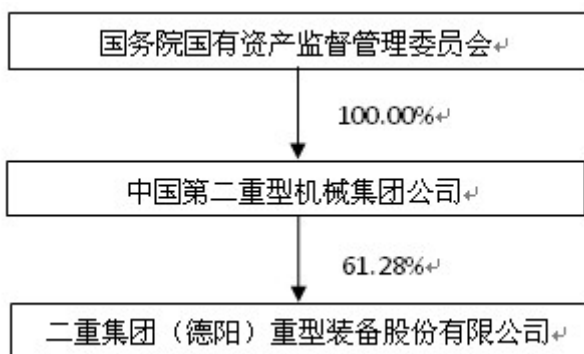 国务院国有资产监督管理委员会↵
100.00%↵
中国第二重型机械集团公司↵
61.28%↵
二重集团（德阳）重型装备股份有限公司↵